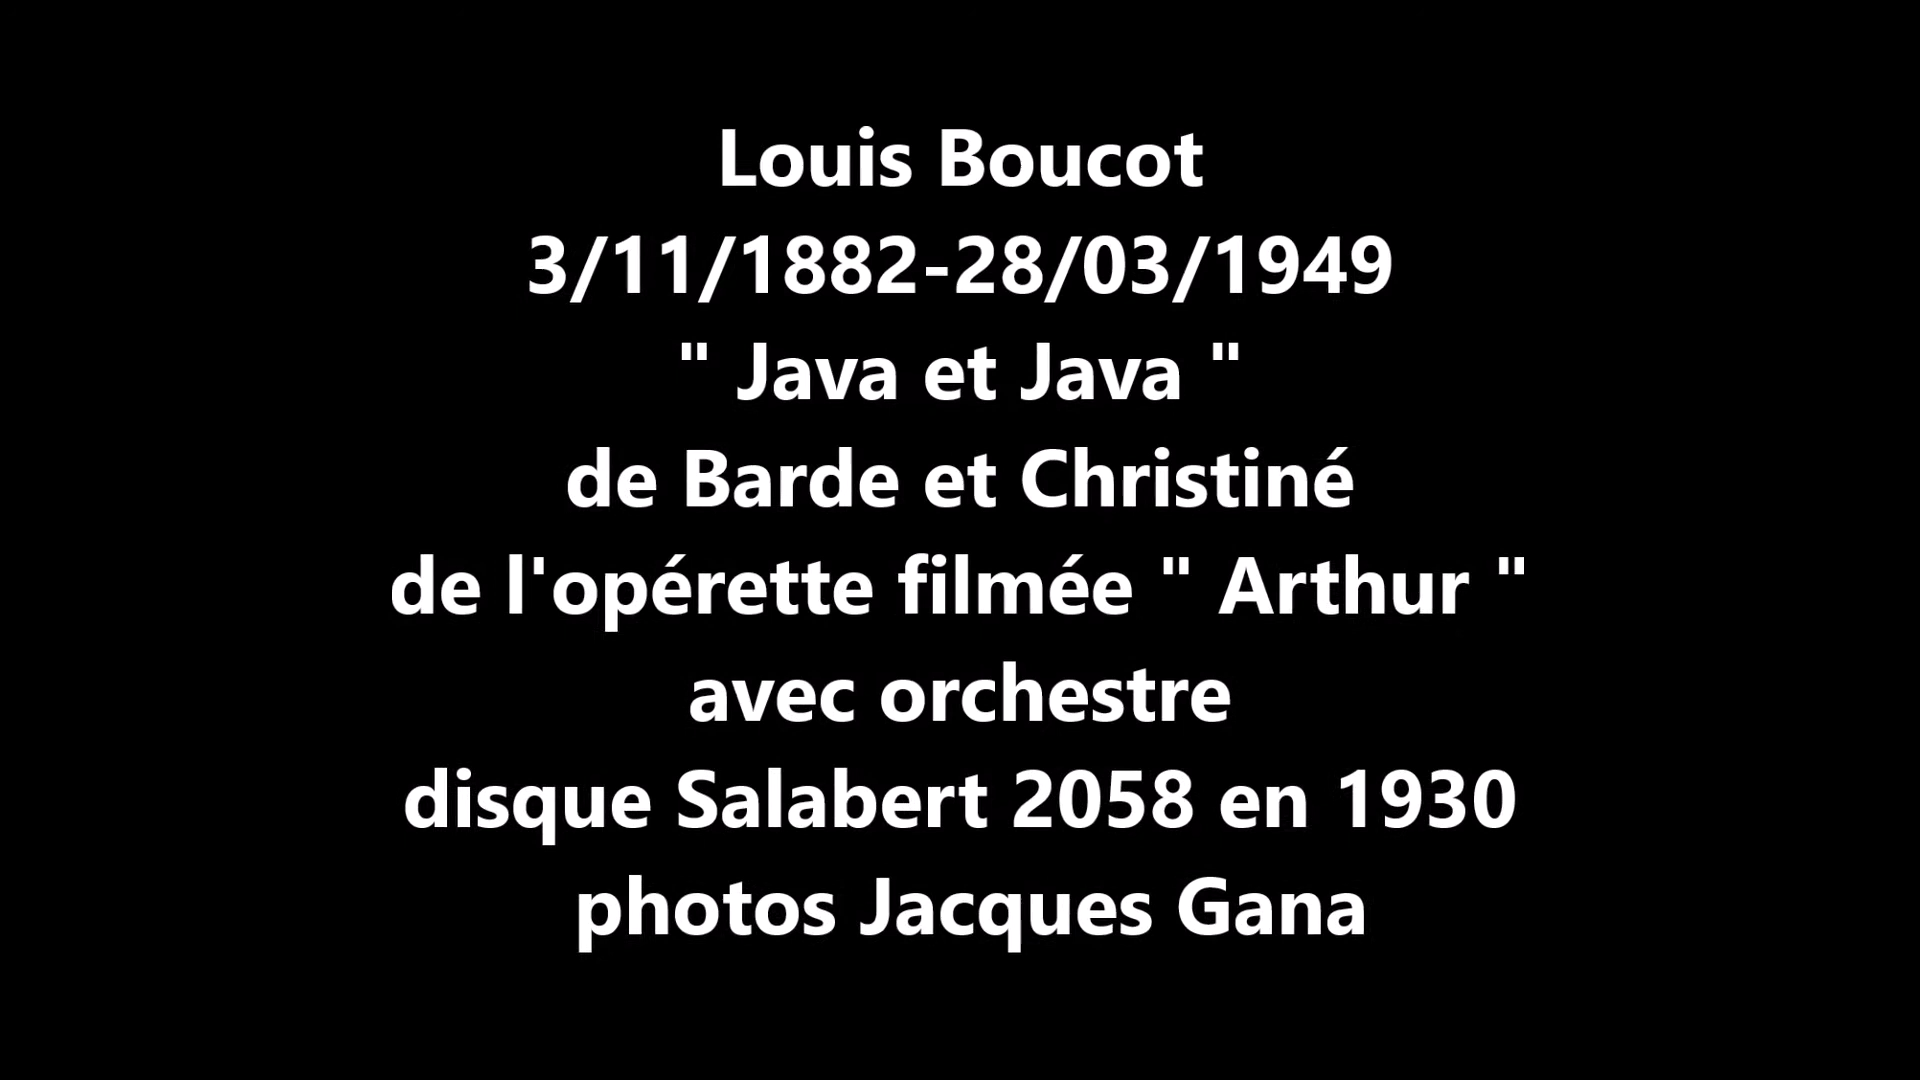 Louis Boucot
3/11/1882-28/03/1949
" Java et Java "
de Barde et Christiné
de l'opérette filmée " Arthur "
avec orchestre
disque Salabert 2058 en 1930
photos Jacques Gana